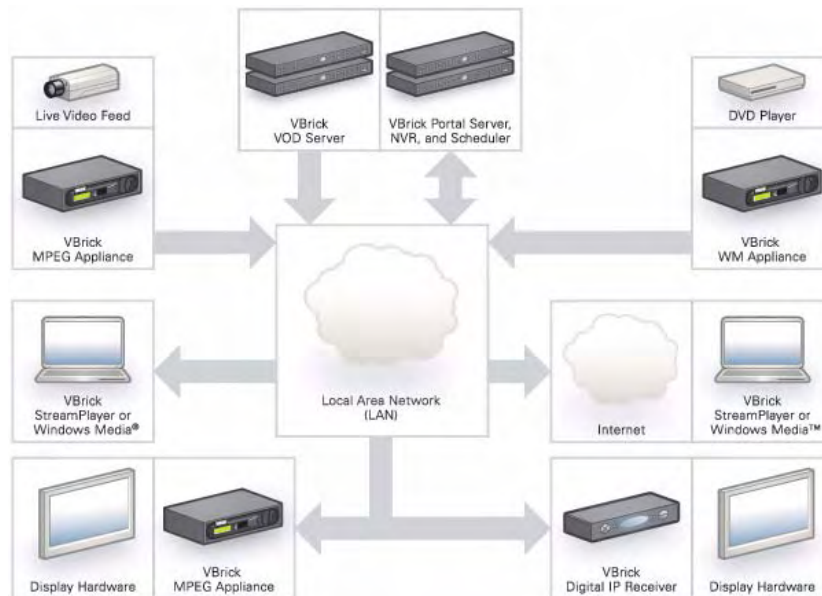 Live Video Feed
VBrick
MPEG Appliance
VBrick
VOD Server
VBrick Portal Server,
NVR, and Scheduler
DVD Player
VBrick
WM Appliance
VBrick
StreamPlayer or
Windows Media®
Local Area Network
(LAN)
Internet
VBrick
StreamPlayer or
Windows Media™
Display Hardware
VBrick
MPEG Appliance
VBrick
Digital IP Receiver
Display Hardware